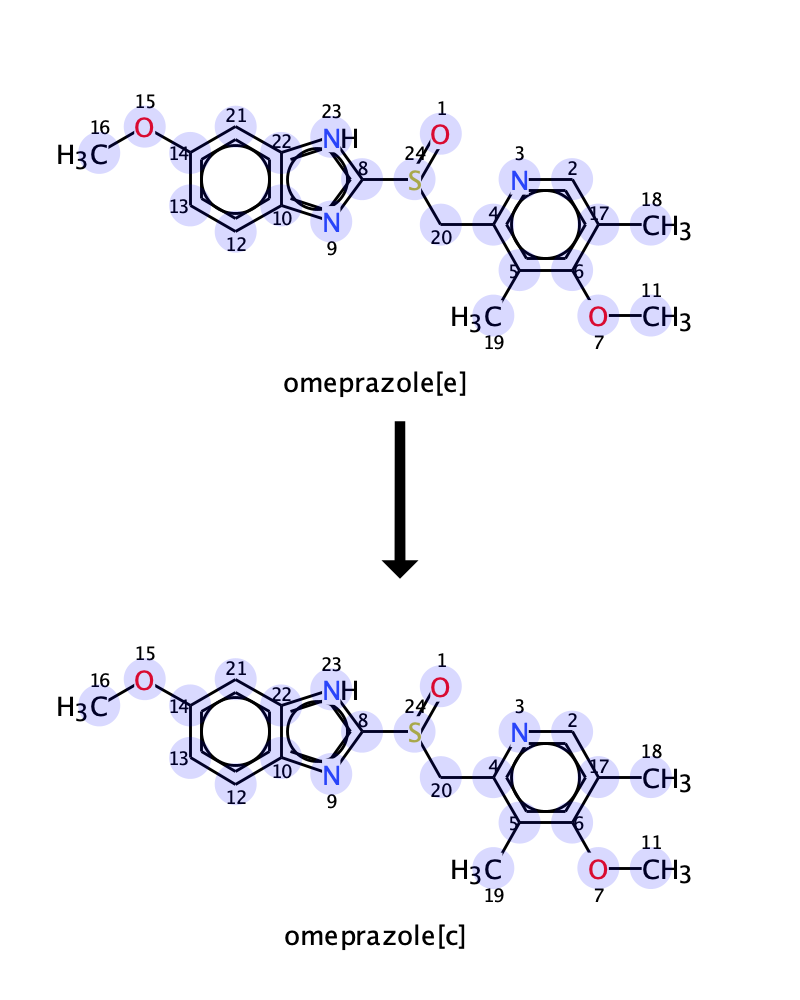 15 21 23 1
16 O 14 22 NH 8 24 O 3 2
H3C S N 18
13 10 N 20 4 17 CH3
12 9 5 6 11
H3C O CH3
19 7
omeprazole[e]
15 21 23 1
16 O 14 22 NH 8 24 O 3 2
H3C S N 18
13 10 N 20 4 17 CH3
12 9 5 6 11
H3C O CH3
19 7
omeprazole[c]